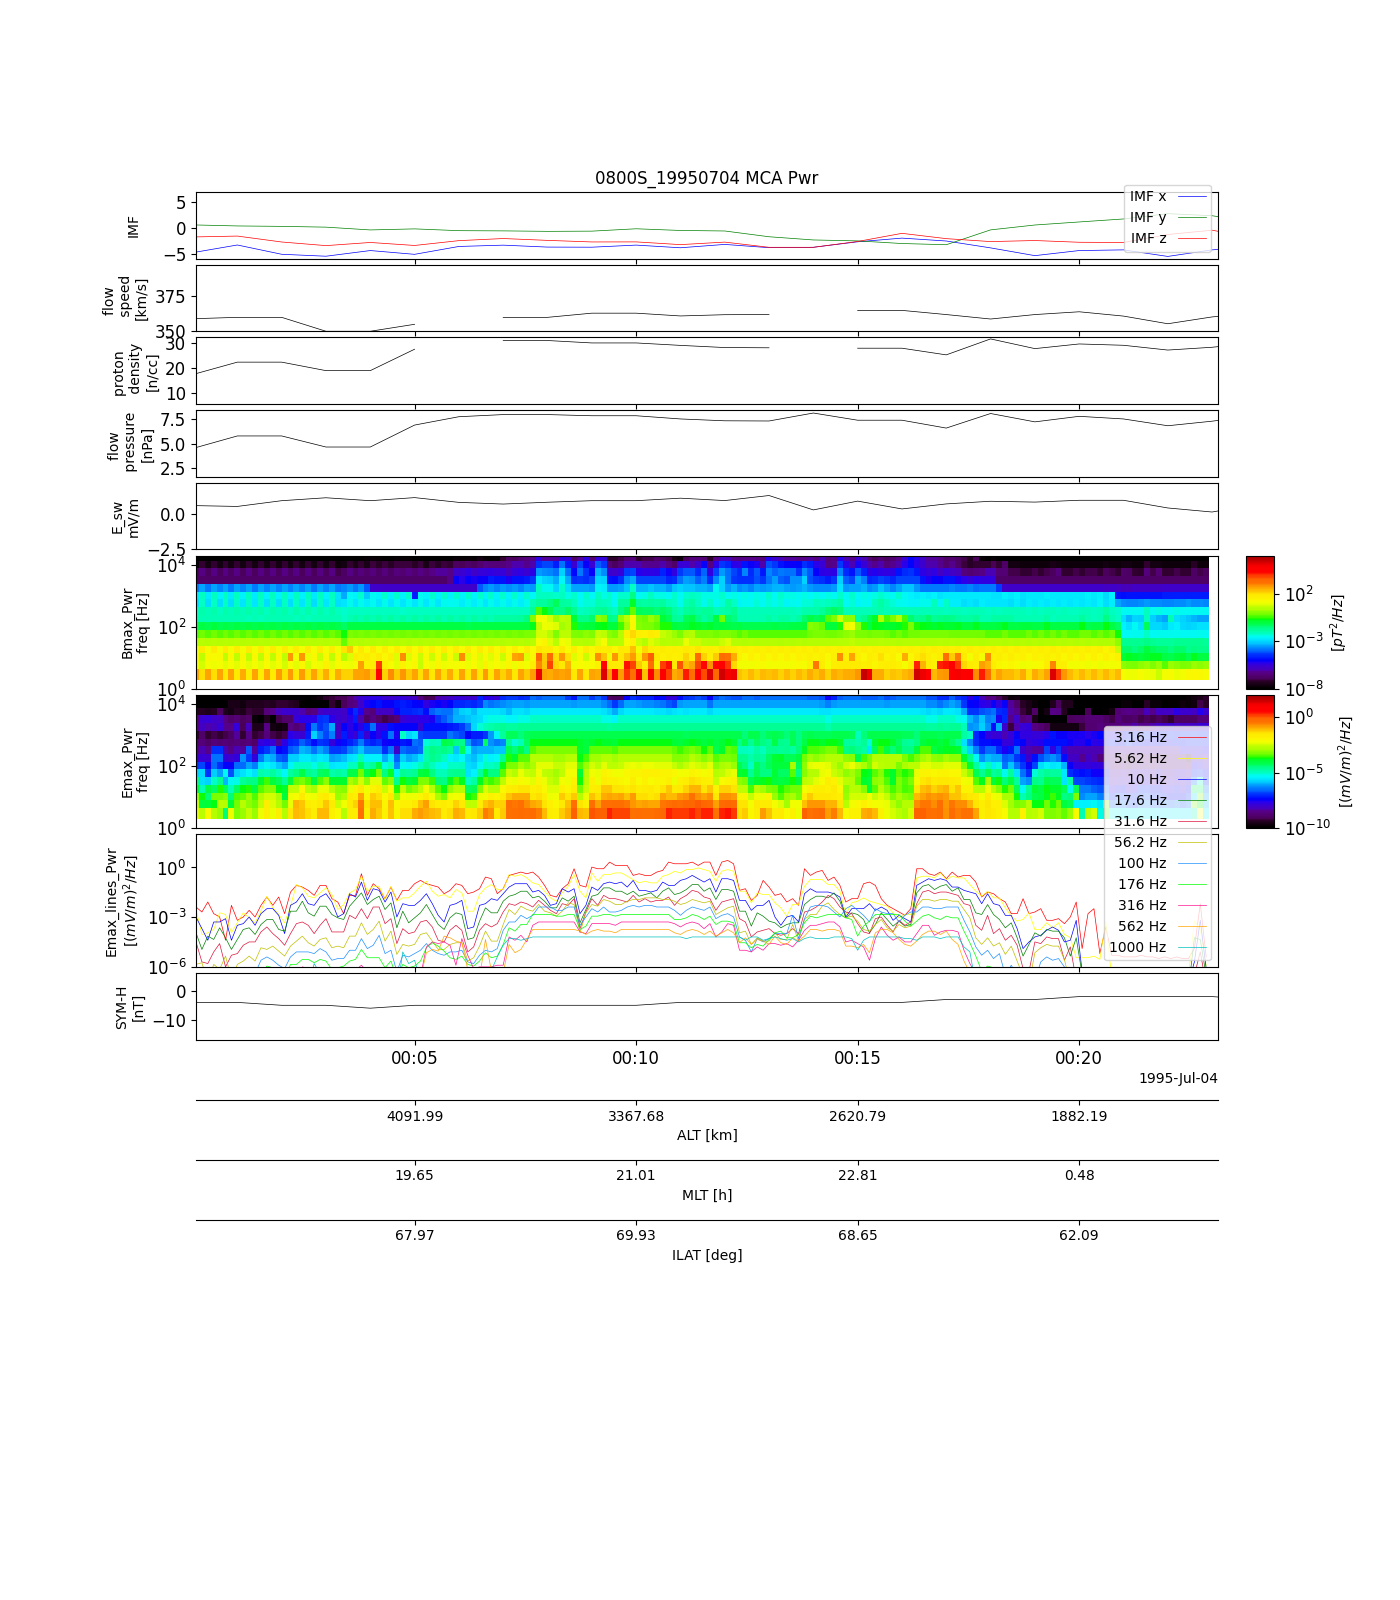 0800S_19950704 MCA Pwr
IMF
5
0
−5
IMF x
IMF y
IMF z
flow
speed
[km/s]
375
350
proton
density
[n/cc]
30
20
10
flow
pressure
[nPa]
7.5
5.0
2.5
E_sw
mV/m
0.0
−2.5
Bmax_Pwr
freq [Hz]
10^4
10^2
10^0
10^2
10^−3
10^−8
[pT^2/Hz]
Emax_Pwr
freq [Hz]
10^4
10^2
10^0
10^0
10^−5
10^−10
[(mV/m)^2/Hz]
3.16 Hz
5.62 Hz
10 Hz
17.6 Hz
31.6 Hz
56.2 Hz
100 Hz
176 Hz
316 Hz
562 Hz
1000 Hz
Emax_lines_Pwr
[(mV/m)^2/Hz]
10^0
10^−3
10^−6
SYM-H
[nT]
0
−10
00:05 00:10 00:15 00:20
1995-Jul-04
4091.99 3367.68 2620.79 1882.19
ALT [km]
19.65 21.01 22.81 0.48
MLT [h]
67.97 69.93 68.65 62.09
ILAT [deg]